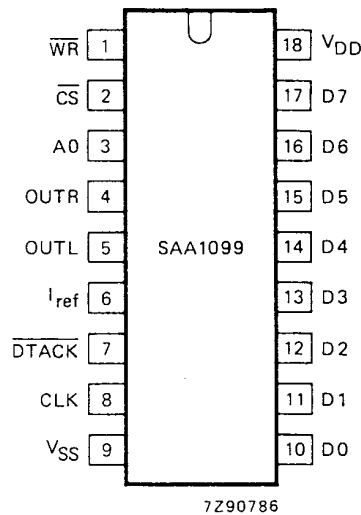 WR 1 18 VDD
CS 2 17 D7
A0 3 16 D6
OUTR 4 15 D5
OUTL 5 SAA1099 14 D4
Iref 6 13 D3
DTACK 7 12 D2
CLK 8 11 D1
VSS 9 10 D0
7Z90786